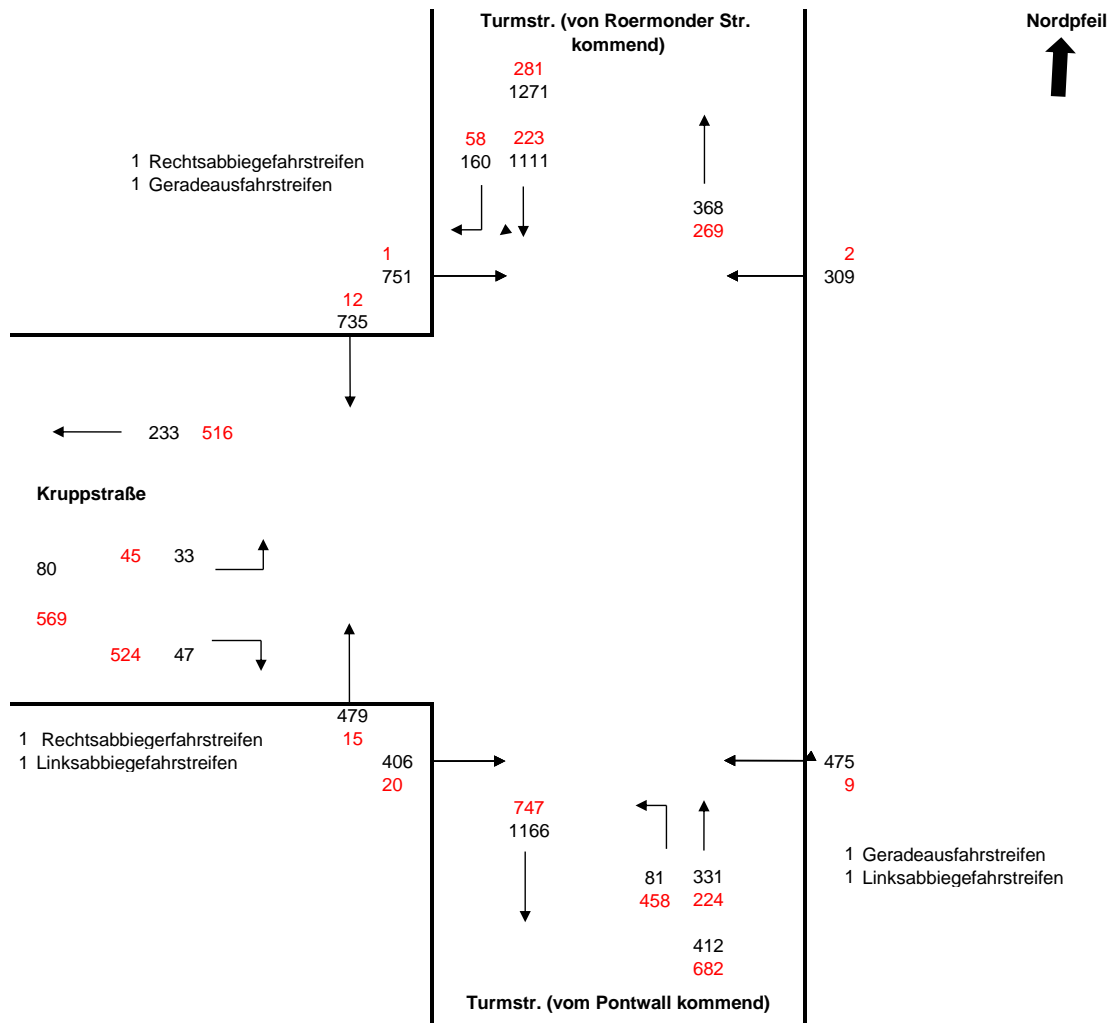 Turmstr. (von Roermonder Str.
kommend)
Nordpfeil
281
1271
58 223
160 1111
1 Rechtsabbiegefahrstreifen
1 Geradeausfahrstreifen
368
269
1
751
2
309
12
735
233 516
Kruppstraße
45 33
80
569
524 47
479
15
1 Rechtsabbiegerfahrstreifen
1 Linksabbiegefahrstreifen
406
20
475
9
747
1166
1 Geradeausfahrstreifen
1 Linksabbiegefahrstreifen
81 331
458 224
412
682
Turmstr. (vom Pontwall kommend)